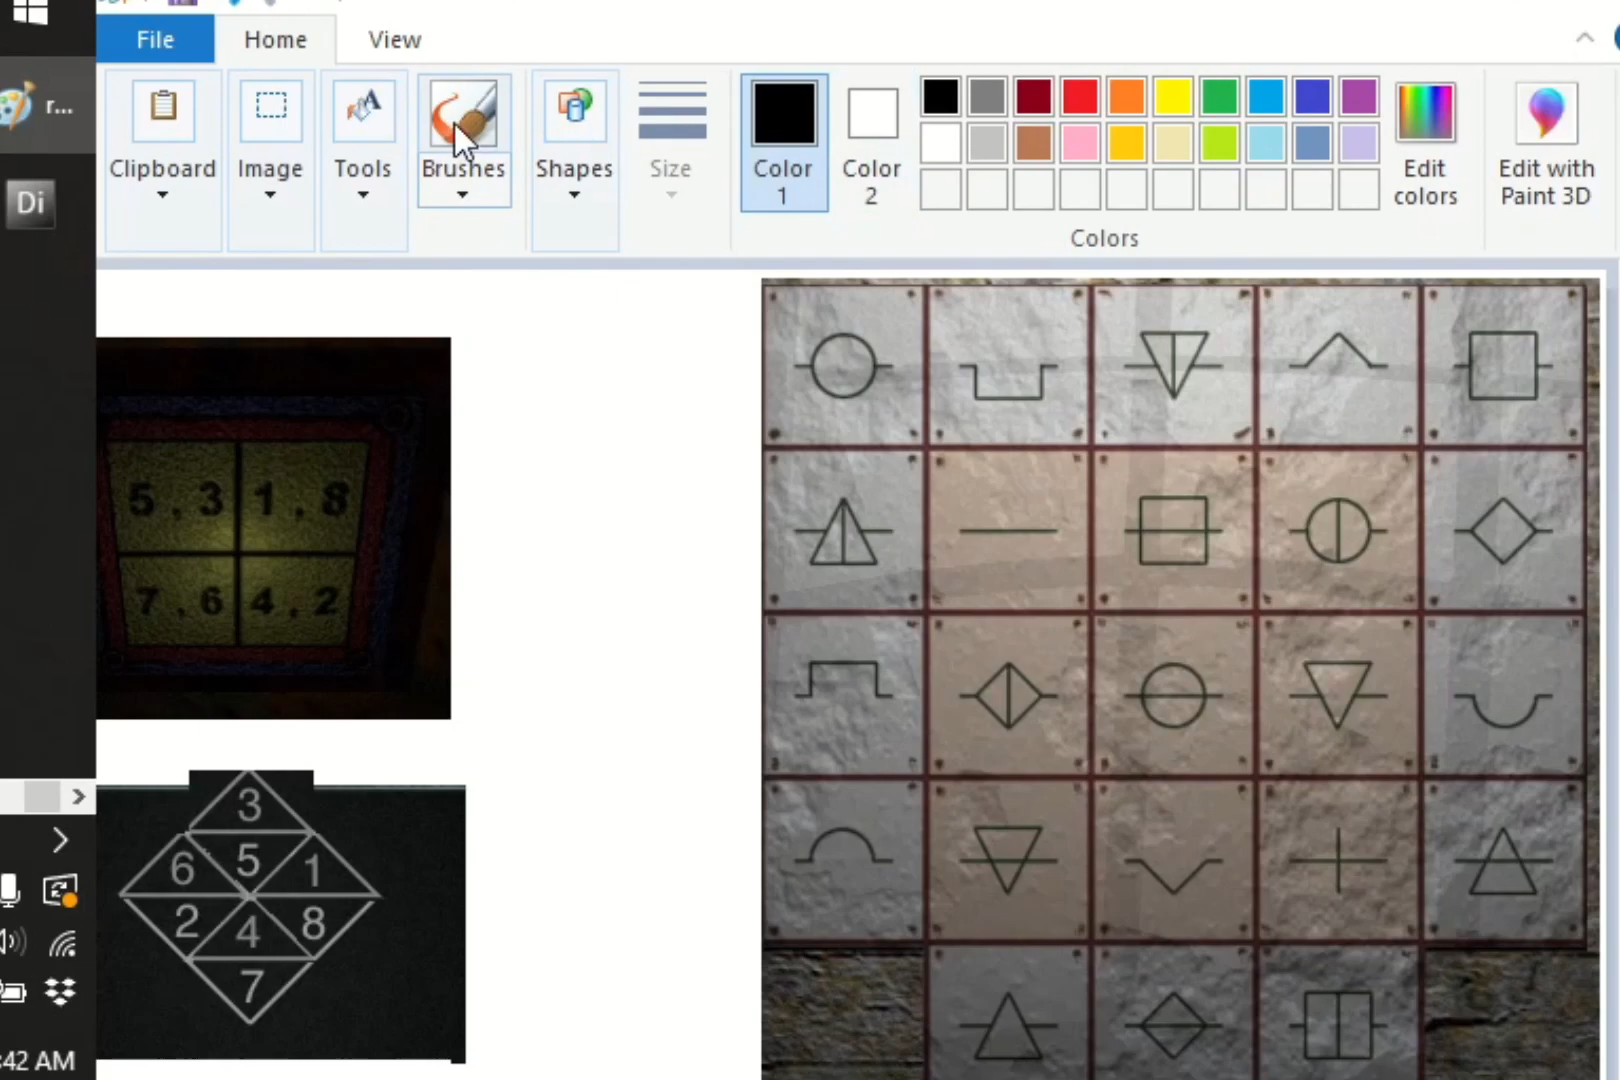 File Home View
r...
Di
Clipboard Image Tools Brushes Shapes Size Color 1 Color 2 Edit colors Edit with Paint 3D
Colors
5 . 3 1 . 8
7 . 6 4 . 2
3
6 5 1
2 4 8
7
:42 AM